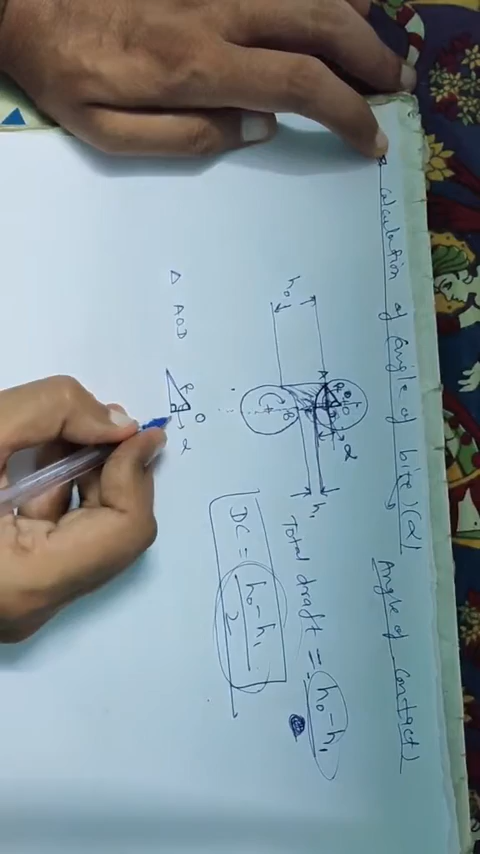 Calculation of (angle of bite) (α)
Angle of Contact)
h₀
A
R
α
B
C
h₁
Total draft = h₀-h₁
DC = h₀-h₁
2
Δ AOD
R
O
α